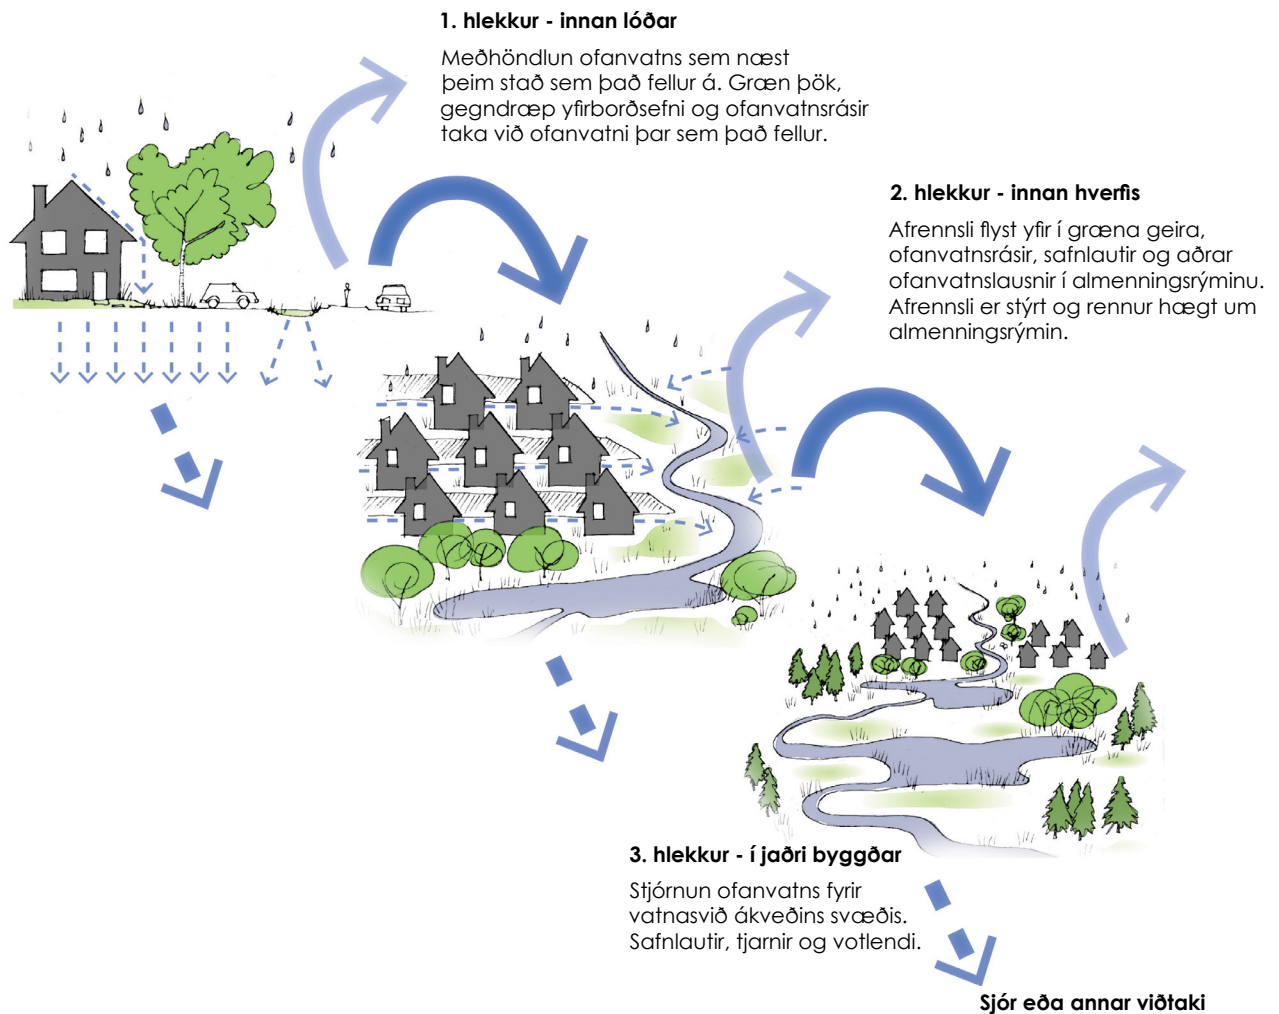 1. hlekkur - innan lóðar
Meðhöndlun ofanvatns sem næst
þeim stað sem það fellur á. Græn þök,
gegndræp yfirborðsefni og ofanvatnsrásir
taka við ofanvatni þar sem það fellur.
2. hlekkur - innan hverfis
Afrennsli flyst yfir í græna geira,
ofanvatnsrásir, safnlautir og aðrar
ofanvatnslausnir í almenningsrýminu.
Afrennsli er stýrt og rennur hægt um
almenningsrýmin.
3. hlekkur - í jaðri byggðar
Stjórnun ofanvatns fyrir
vatnasvið ákveðins svæðis.
Safnlautir, tjarnir og votlendi.
Sjór eða annar viðtaki